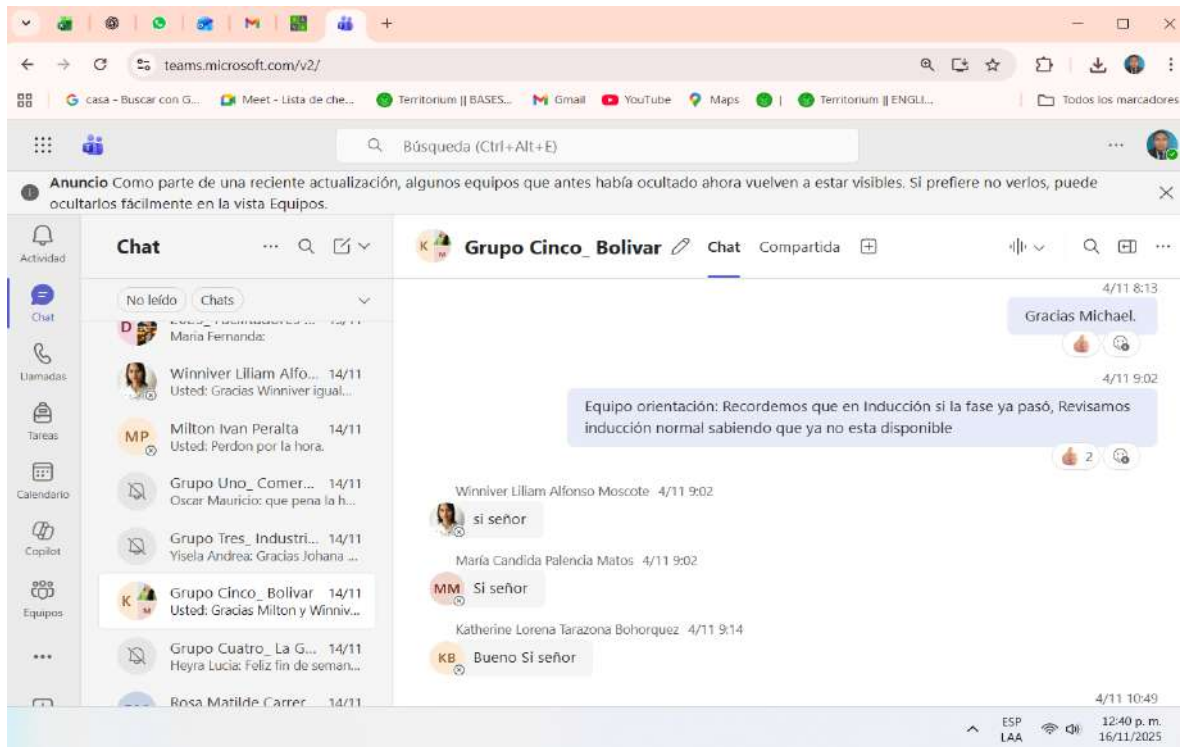 teams.microsoft.com/v2/
casa - Buscar con G...
Meet - Lista de che...
Territorium || BASES...
Gmail
YouTube
Maps
|
Territorium || ENGLI...
Todos los marcadores
Búsqueda (Ctrl+Alt+E)
Anuncio Como parte de una reciente actualización, algunos equipos que antes había ocultado ahora vuelven a estar visibles. Si prefiere no verlos, puede
ocultarlos fácilmente en la vista Equipos.
Actividad
Chat
Llamadas
Tareas
Calendario
Copilot
Equipos
Chat
No leído
Chats
D
María Fernanda:
Winniver Liliam Alfo... 14/11
Usted: Gracias Winniver igual...
MP
Milton Ivan Peralta 14/11
Usted: Perdon por la hora.
Grupo Uno_ Comer... 14/11
Oscar Mauricio: que pena la h...
Grupo Tres_ Industri... 14/11
Yisela Andrea: Gracias Johana ...
K M
Grupo Cinco_ Bolivar 14/11
Usted: Gracias Milton y Winniv...
Grupo Cuatro_ La G... 14/11
Heyra Lucia: Feliz fin de seman...
Rosa Matilde Carrer 14/11
K M
Grupo Cinco_ Bolivar
Chat
Compartida
4/11 8:13
Gracias Michael.
4/11 9:02
Equipo orientación: Recordemos que en Inducción si la fase ya pasó, Revisamos
inducción normal sabiendo que ya no esta disponible
2
Winniver Liliam Alfonso Moscote 4/11 9:02
si señor
María Candida Palencia Matos 4/11 9:02
MM
Si señor
Katherine Lorena Tarazona Bohorquez 4/11 9:14
KB
Bueno Si señor
4/11 10:49
ESP
LAA
12:40 p. m.
16/11/2025